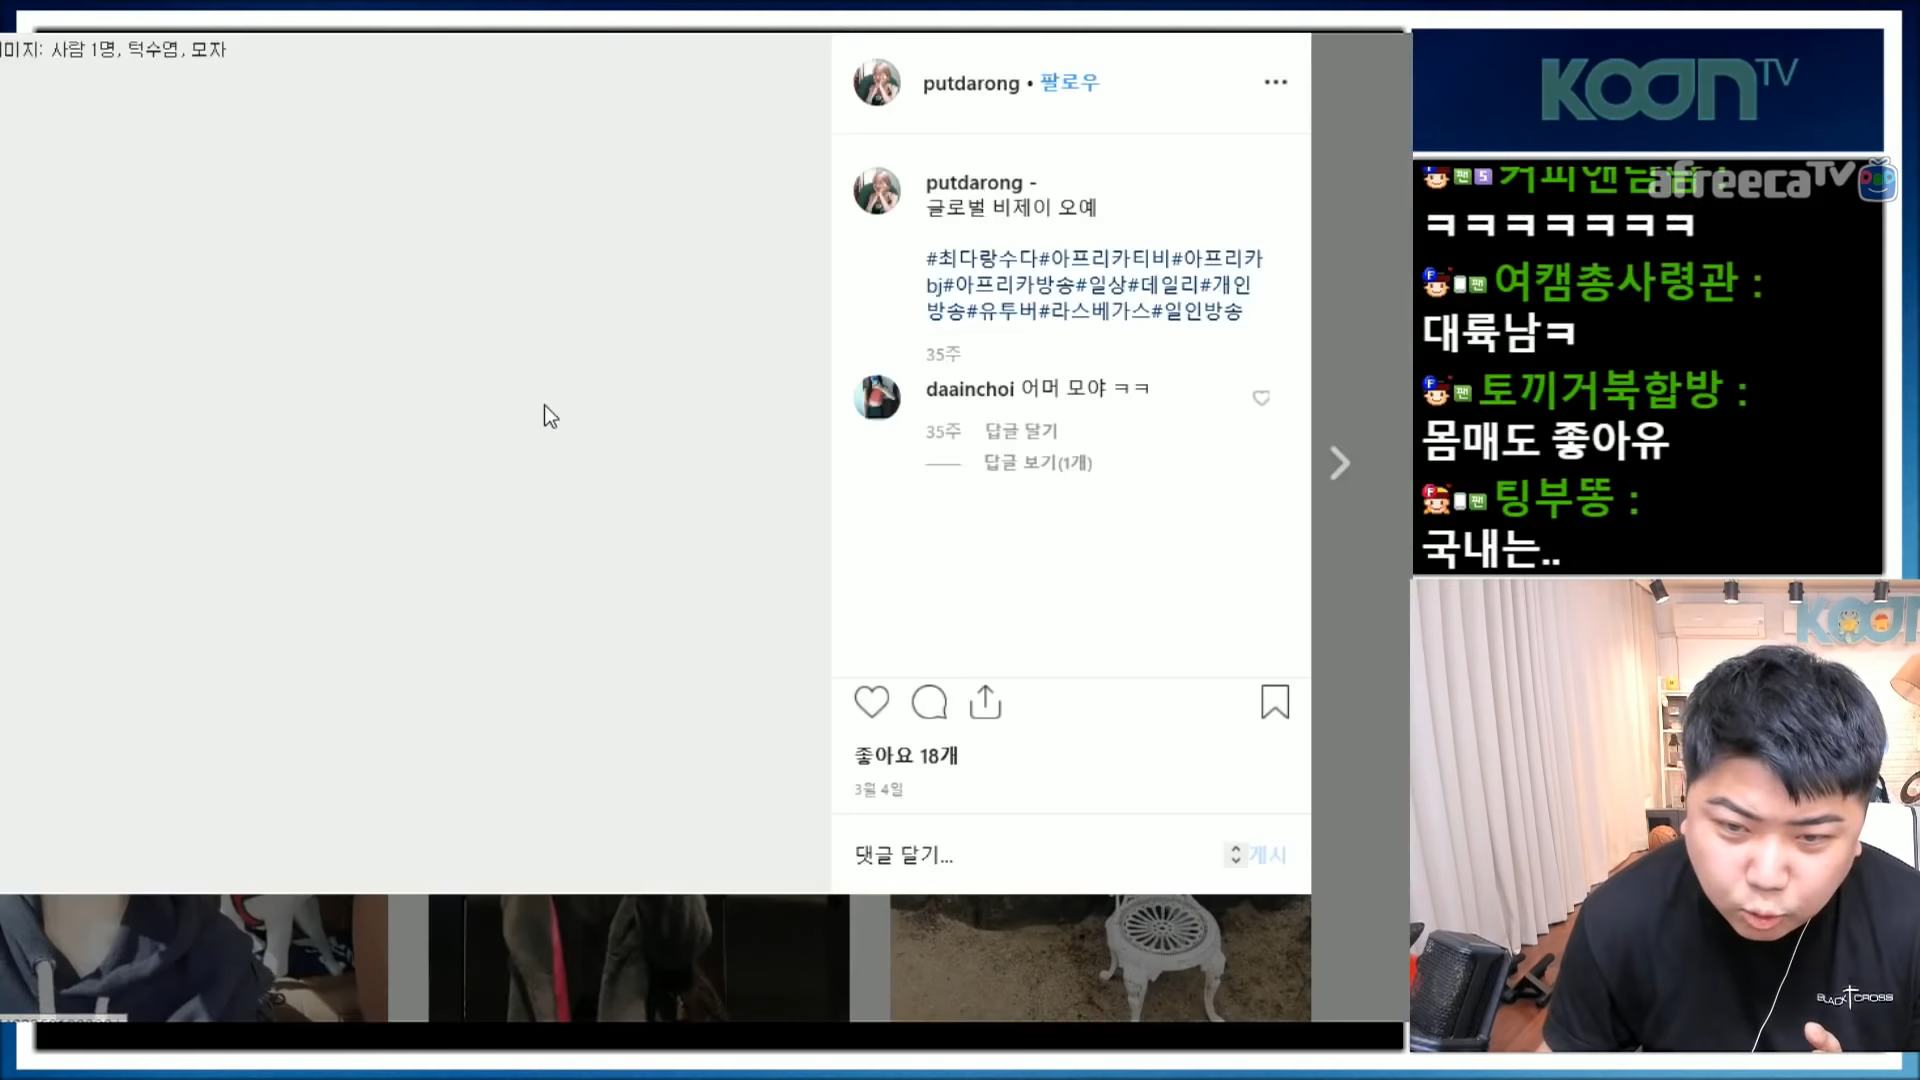 미지: 사람 1명, 턱수염, 모자
putdarong • 팔로우
putdarong -
글로벌 비제이 오예
#최다랑수다#아프리카티비#아프리카
bj#아프리카방송#일상#데일리#개인
방송#유투버#라스베가스#일인방송
35주
daainchoi 어머 모야 ㅋㅋ
35주 답글 달기
답글 보기(1개)
좋아요 18개
3월 4일
댓글 달기...
게시
KOONTV
afreecaTV
ㅋㅋㅋㅋㅋㅋㅋ
F 팬 여캠총사령관 :
대륙남ㅋ
F 팬 토끼거북합방 :
몸매도 좋아유
F 팬 팅부똥 :
국내는..
KOON
BLACK CROSS